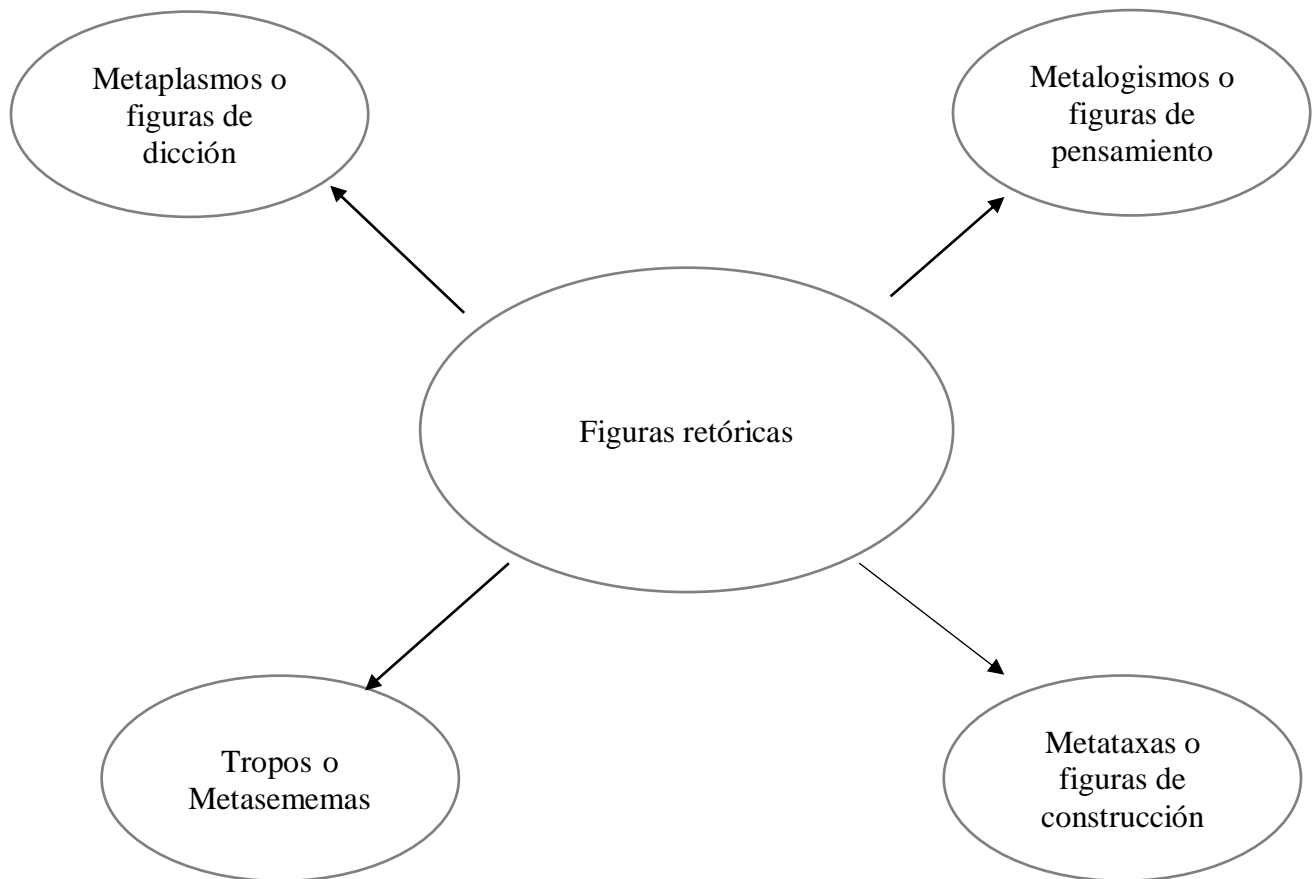 Metaplasmos o
figuras de
dicción
Metalogismos o
figuras de
pensamiento
Figuras retóricas
Tropos o
Metasememas
Metataxas o
figuras de
construcción